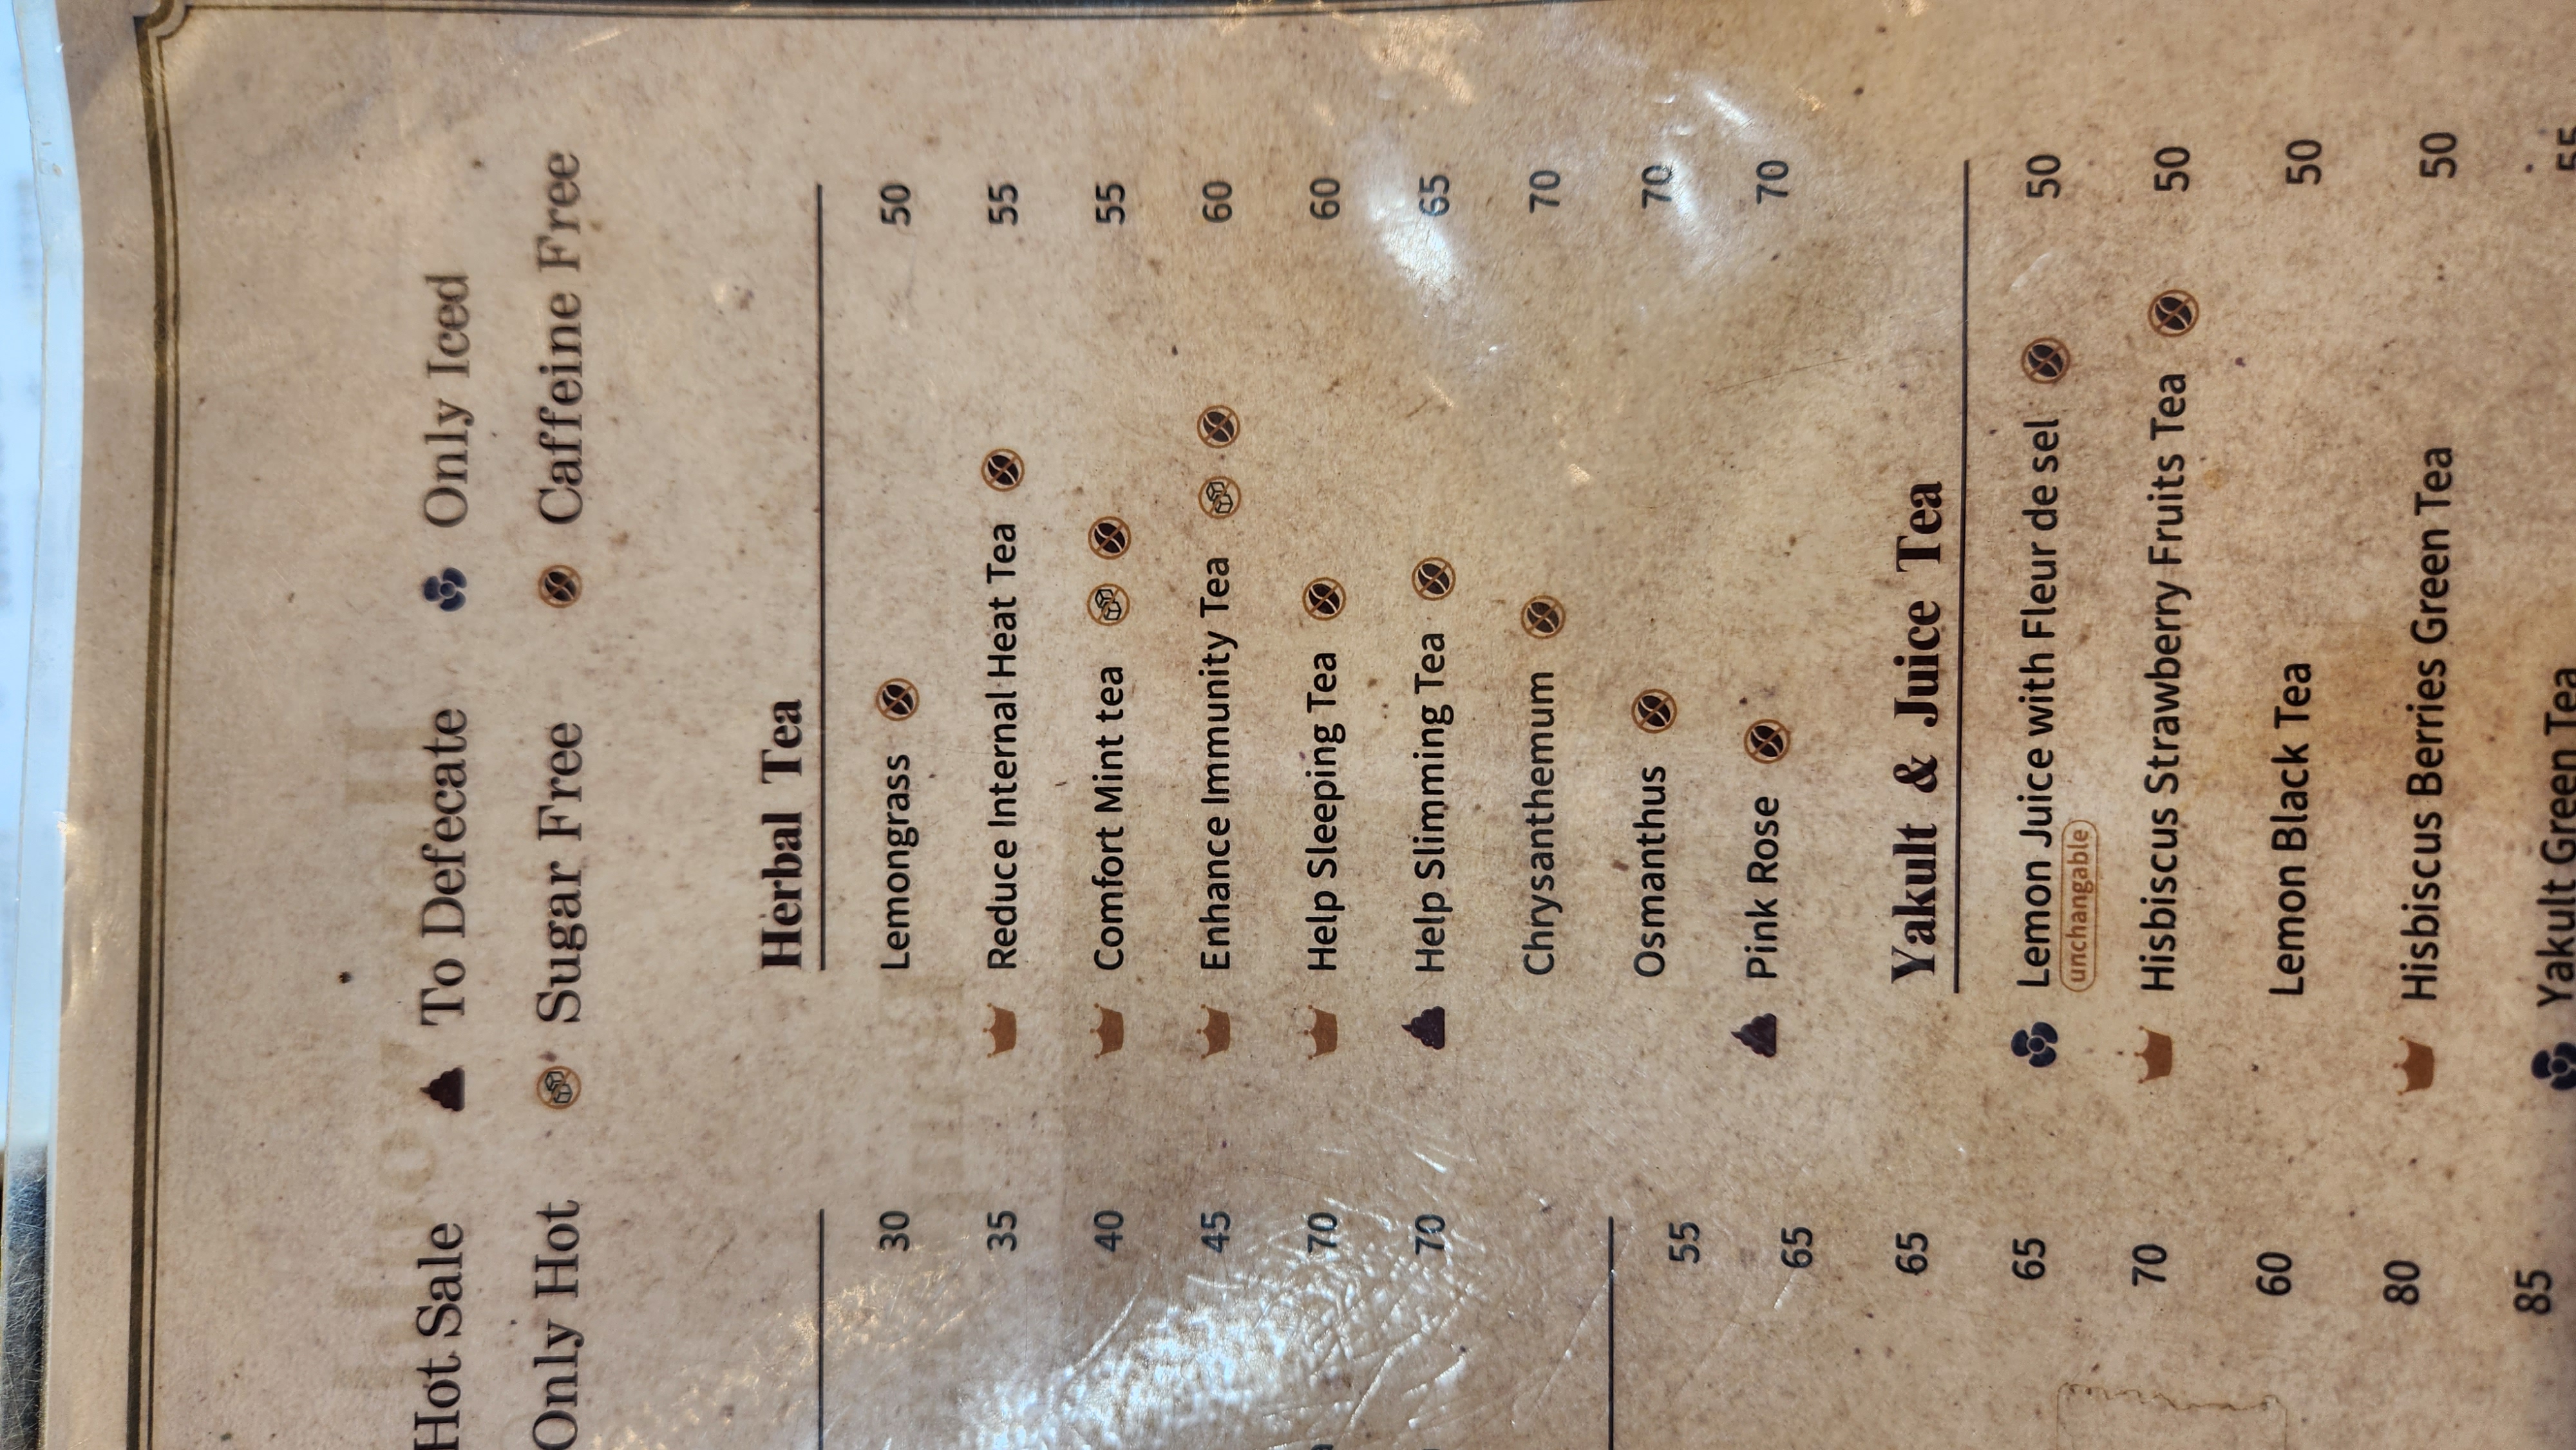 Hot Sale To Defecate Only Iced
Only Hot Sugar Free Caffeine Free
30
35
40
45
70
70
55
65
65
65
70
60
80
85
Herbal Tea
Lemongrass 50
Reduce Internal Heat Tea 55
Comfort Mint tea 55
Enhance Immunity Tea 60
Help Sleeping Tea 60
Help Slimming Tea 65
Chrysanthemum 70
Osmanthus 70
Pink Rose 70
Yakult & Juice Tea
Lemon Juice with Fleur de sel 50
unchangable
Hisbiscus Strawberry Fruits Tea 50
Lemon Black Tea 50
Hisbiscus Berries Green Tea 50
Yakult Green Tea 55